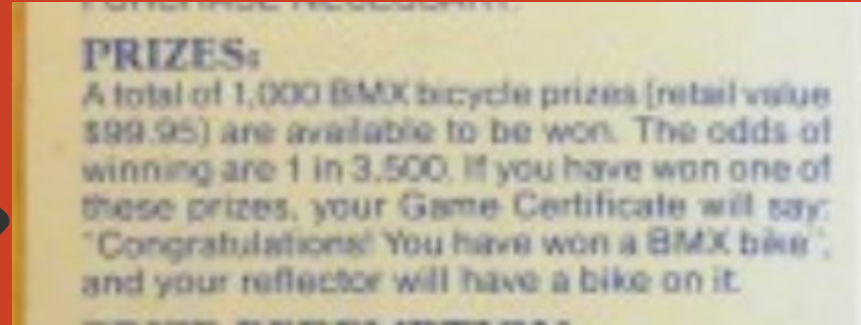 PURCHASE NECESSARY.
PRIZES:
A total of 1,000 BMX bicycle prizes (retail value
$99.95) are available to be won. The odds of
winning are 1 in 3,500. If you have won one of
these prizes, your Game Certificate will say:
"Congratulations! You have won a BMX bike",
and your reflector will have a bike on it.